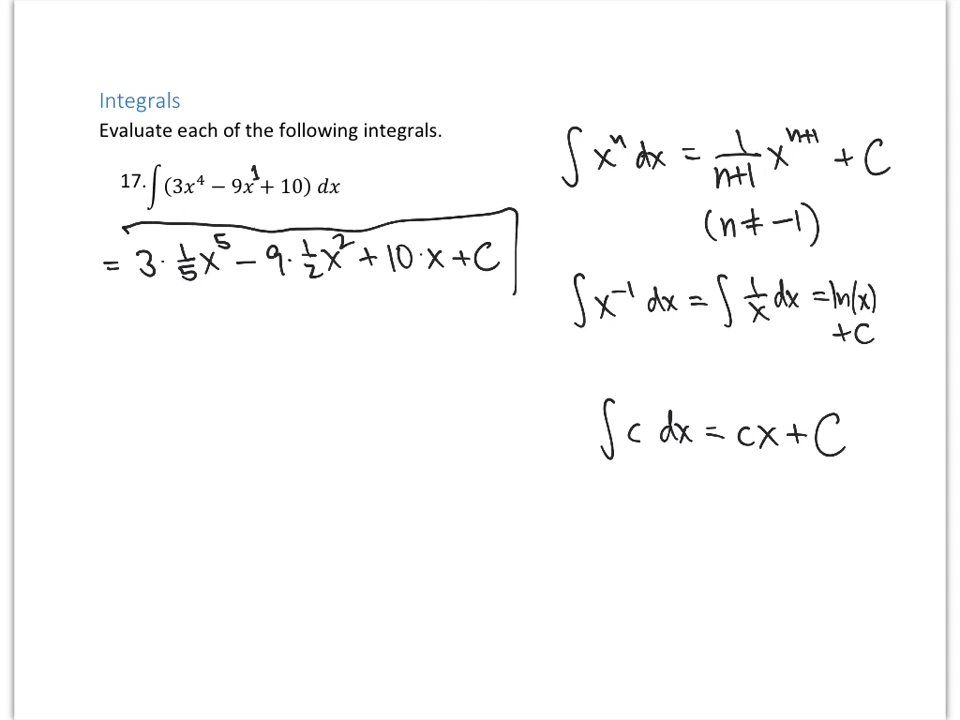 Integrals
Evaluate each of the following integrals.
17. ∫(3x⁴ − 9x¹ + 10) dx
= 3 · 1/5 x⁵ − 9 · 1/2 x² + 10 · x + C
∫ xⁿ dx = 1/(n+1) xⁿ⁺¹ + C
(n ≠ −1)
∫ x⁻¹ dx = ∫ 1/x dx = ln(x)
+ C
∫ c dx = cx + C